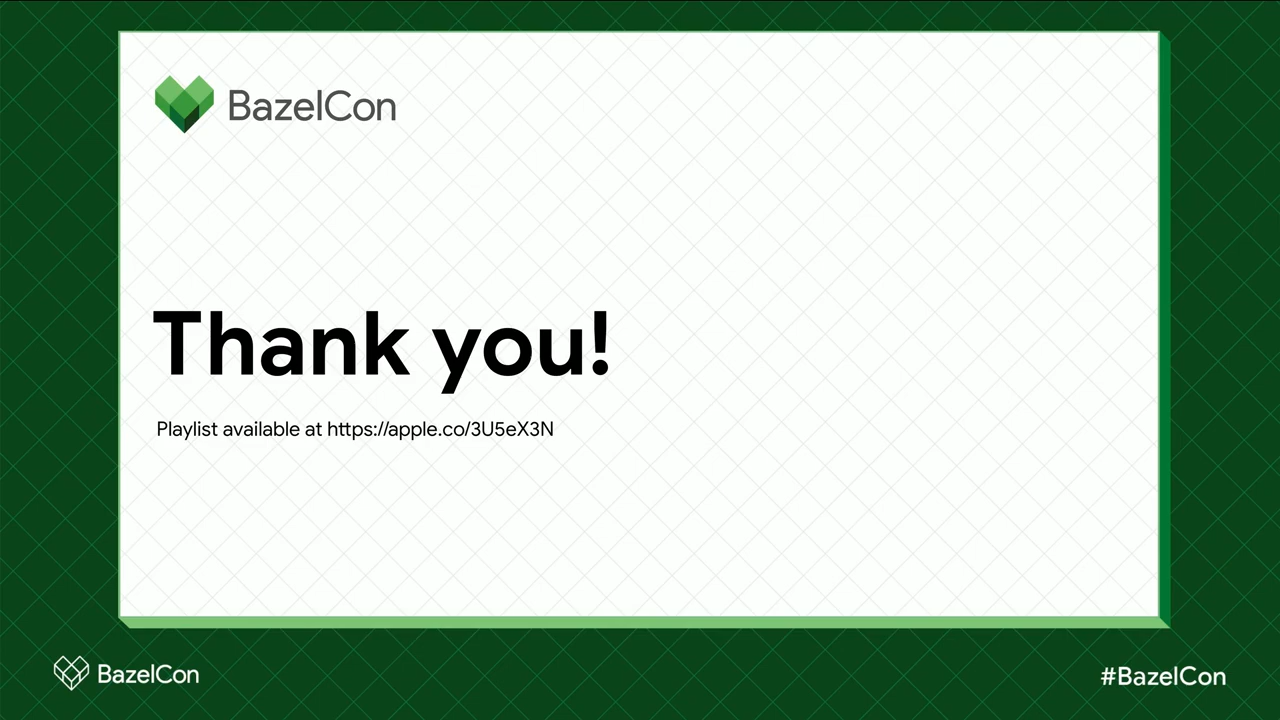 BazelCon
Thank you!
Playlist available at https://apple.co/3U5eX3N
BazelCon
#BazelCon